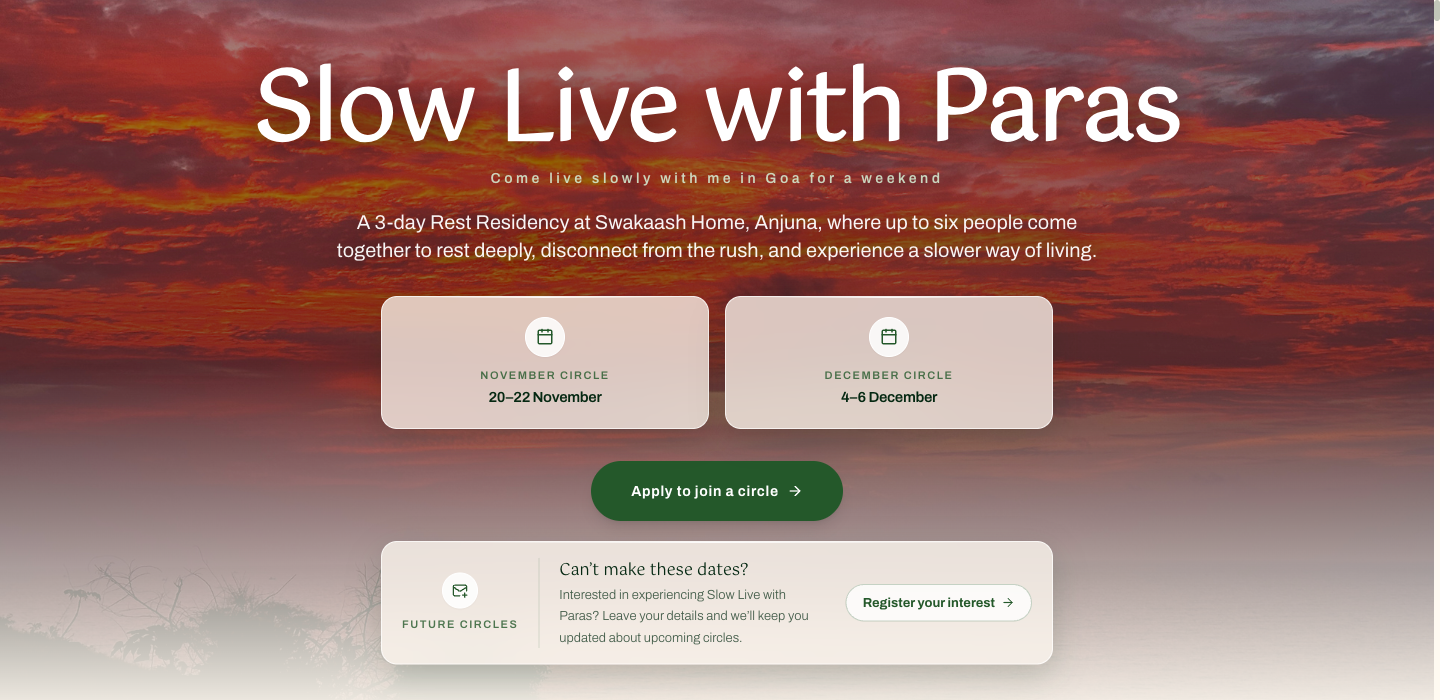 Slow Live with Paras
Come live slowly with me in Goa for a weekend
A 3-day Rest Residency at Swakaash Home, Anjuna, where up to six people come
together to rest deeply, disconnect from the rush, and experience a slower way of living.
NOVEMBER CIRCLE
20–22 November
DECEMBER CIRCLE
4–6 December
Apply to join a circle
FUTURE CIRCLES
Can’t make these dates?
Interested in experiencing Slow Live with
Paras? Leave your details and we’ll keep you
updated about upcoming circles.
Register your interest